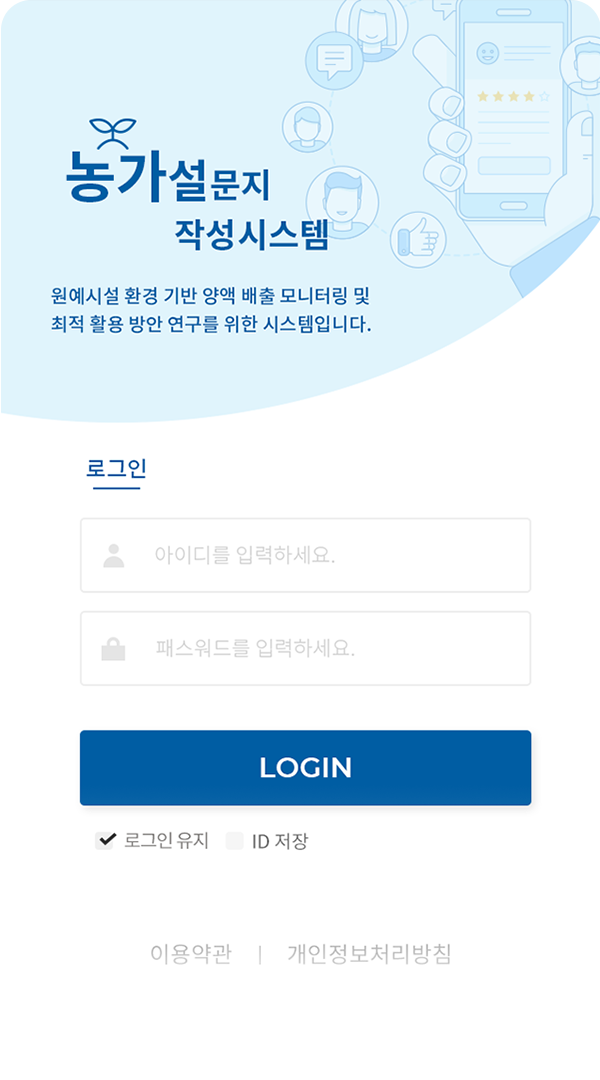 농가설문지
작성시스템
원예시설 환경 기반 양액 배출 모니터링 및
최적 활용 방안 연구를 위한 시스템입니다.
로그인
아이디를 입력하세요.
패스워드를 입력하세요.
LOGIN
로그인 유지 ID 저장
이용약관 | 개인정보처리방침